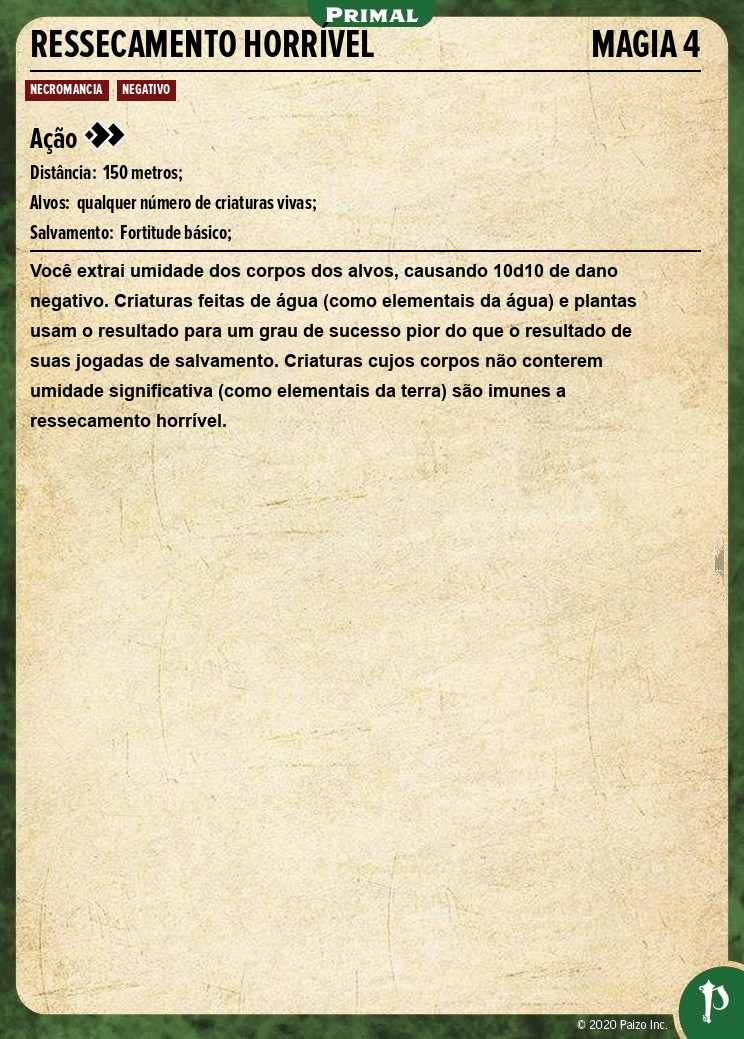 PRIMAL
RESSECAMENTO HORRÍVEL MAGIA 4
NECROMANCIA NEGATIVO
Ação
Distância: 150 metros;
Alvos: qualquer número de criaturas vivas;
Salvamento: Fortitude básico;
Você extrai umidade dos corpos dos alvos, causando 10d10 de dano
negativo. Criaturas feitas de água (como elementais da água) e plantas
usam o resultado para um grau de sucesso pior do que o resultado de
suas jogadas de salvamento. Criaturas cujos corpos não conterem
umidade significativa (como elementais da terra) são imunes a
ressecamento horrível.
© 2020 Paizo Inc.
P